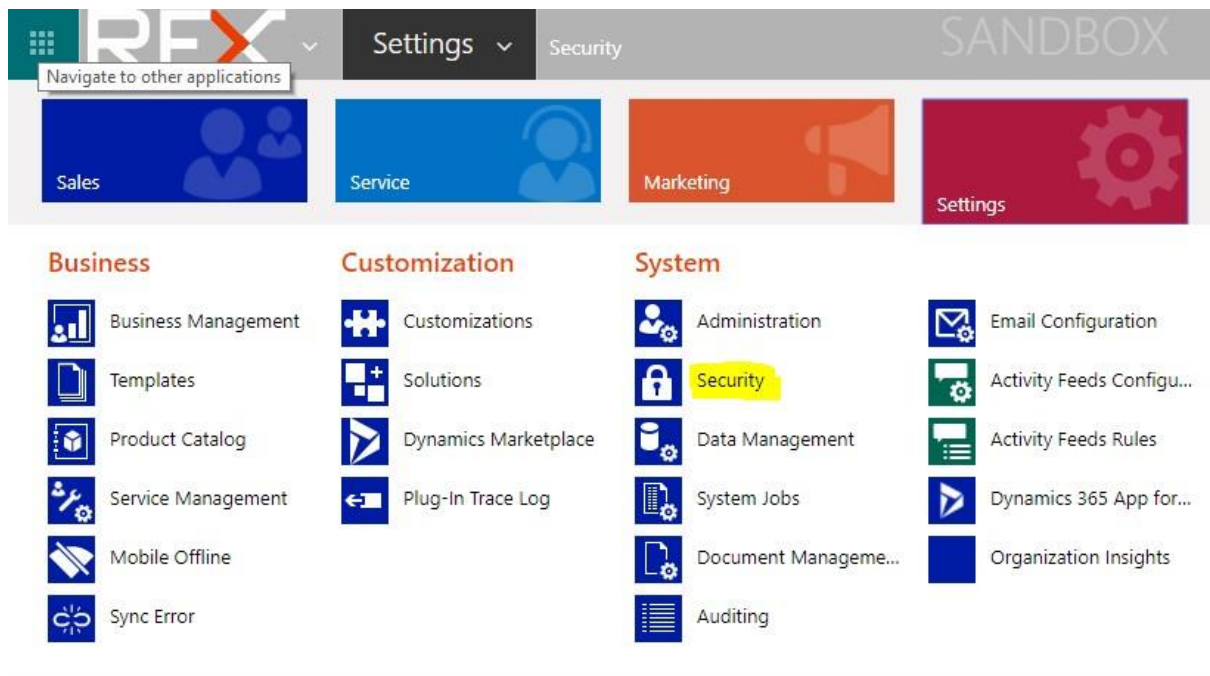 RFX
Settings
Security
SANDBOX
Navigate to other applications
Sales
Service
Marketing
Settings
Business
Business Management
Templates
Product Catalog
Service Management
Mobile Offline
Sync Error
Customization
Customizations
Solutions
Dynamics Marketplace
Plug-In Trace Log
System
Administration
Security
Data Management
System Jobs
Document Manageme...
Auditing
Email Configuration
Activity Feeds Configu...
Activity Feeds Rules
Dynamics 365 App for...
Organization Insights